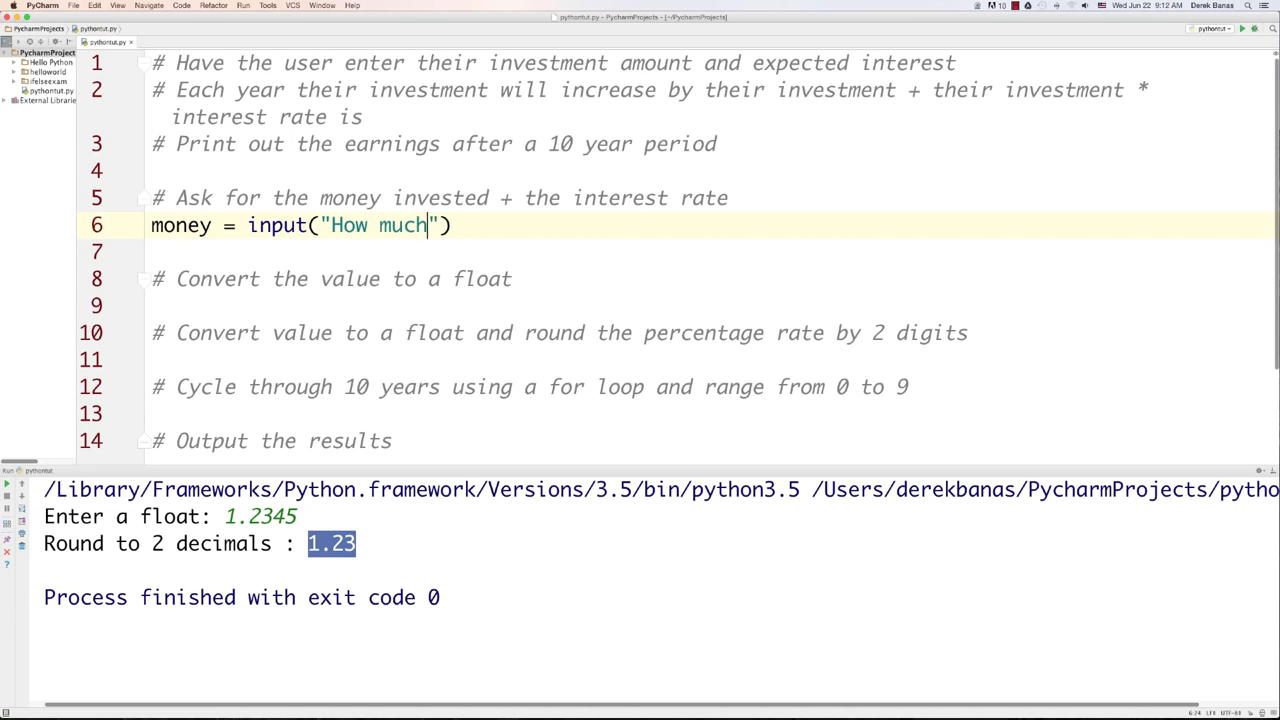 PyCharm File Edit View Navigate Code Refactor Run Tools VCS Window Help 10 Wed Jun 22 9:12 AM Derek Banas
pythontut.py - PycharmProjects - [~/PycharmProjects]
PycharmProjects pythontut.py pythontut
pythontut.py ×
PycharmProject
Hello Python
helloworld
ifelseexam
pythontut.py
External Librarie
1 # Have the user enter their investment amount and expected interest
2 # Each year their investment will increase by their investment + their investment *
interest rate is
3 # Print out the earnings after a 10 year period
4
5 # Ask for the money invested + the interest rate
6 money = input("How much")
7
8 # Convert the value to a float
9
10 # Convert value to a float and round the percentage rate by 2 digits
11
12 # Cycle through 10 years using a for loop and range from 0 to 9
13
14 # Output the results
Run pythontut
/Library/Frameworks/Python.framework/Versions/3.5/bin/python3.5 /Users/derekbanas/PycharmProjects/pytho
Enter a float: 1.2345
Round to 2 decimals : 1.23
Process finished with exit code 0
6:24 LF‡ UTF-8‡